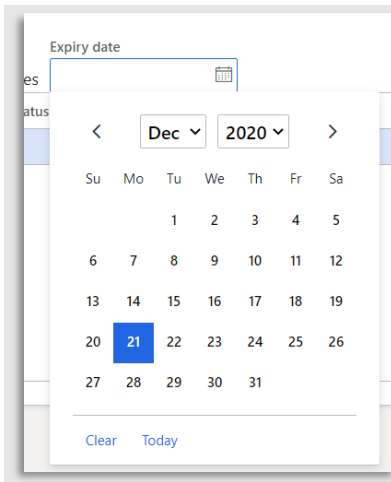 Expiry date
es
atus
Dec 2020
Su Mo Tu We Th Fr Sa
1 2 3 4 5
6 7 8 9 10 11 12
13 14 15 16 17 18 19
20 21 22 23 24 25 26
27 28 29 30 31
Clear Today